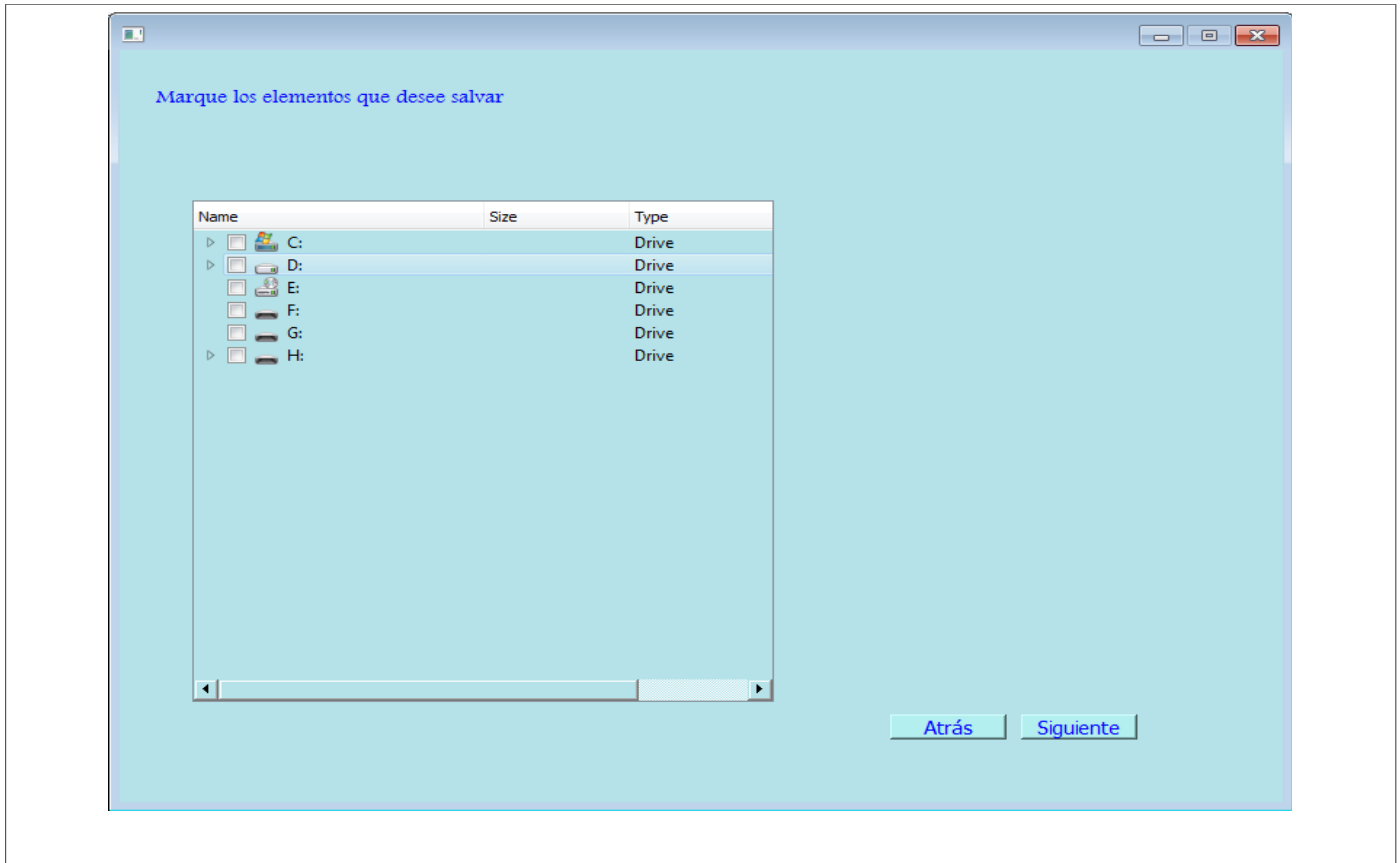 Marque los elementos que desee salvar
Name Size Type
C: Drive
D: Drive
E: Drive
F: Drive
G: Drive
H: Drive
Atrás Siguiente